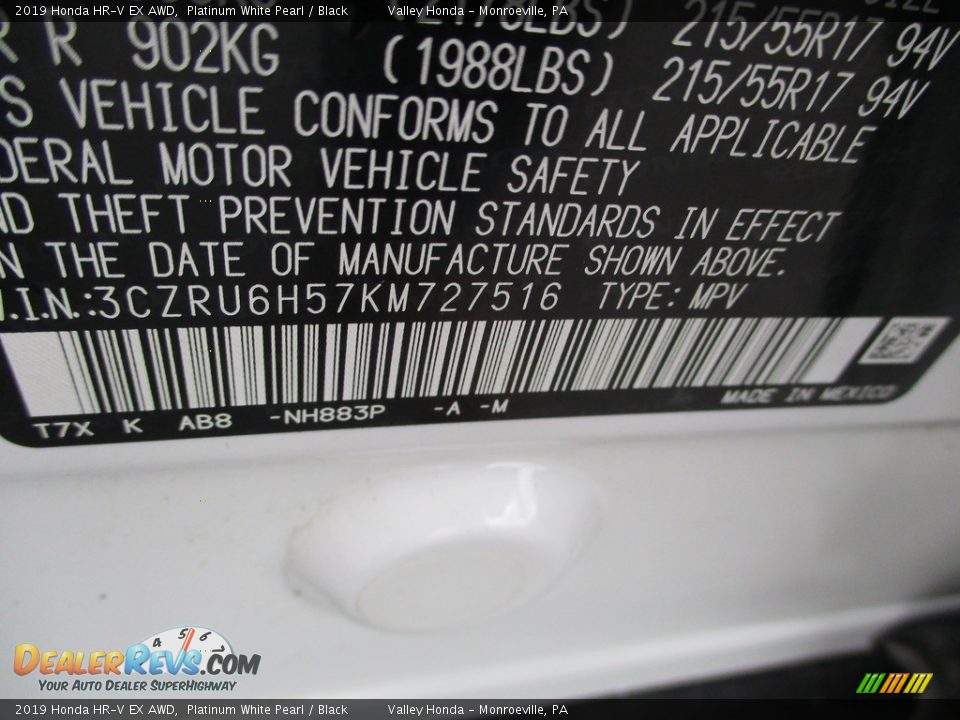 2019 Honda HR-V EX AWD, Platinum White Pearl / Black Valley Honda - Monroeville, PA
215/55R17 94V
R R 902KG (1988LBS) 215/55R17 94V
S VEHICLE CONFORMS TO ALL APPLICABLE
DERAL MOTOR VEHICLE SAFETY
ND THEFT PREVENTION STANDARDS IN EFFECT
N THE DATE OF MANUFACTURE SHOWN ABOVE.
V.I.N.:3CZRU6H57KM727516 TYPE: MPV
MADE IN MEXICO
T7X K AB8 -NH883P -A -M
4 5 6
DealerRevs.com
Your Auto Dealer SuperHighway
2019 Honda HR-V EX AWD, Platinum White Pearl / Black Valley Honda - Monroeville, PA